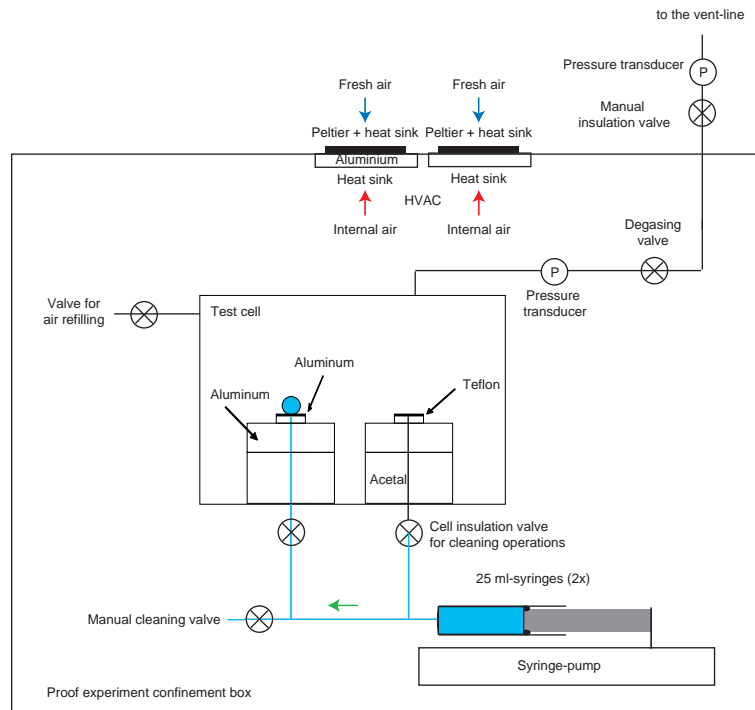 to the vent-line
Pressure transducer
P
Manual
insulation valve
Fresh air
Fresh air
Peltier + heat sink
Peltier + heat sink
Aluminium
Heat sink
Heat sink
HVAC
Internal air
Internal air
Degasing
valve
P
Pressure
transducer
Valve for
air refilling
Test cell
Aluminum
Aluminum
Teflon
Acetal
Cell insulation valve
for cleaning operations
25 ml-syringes (2x)
Manual cleaning valve
Syringe-pump
Proof experiment confinement box